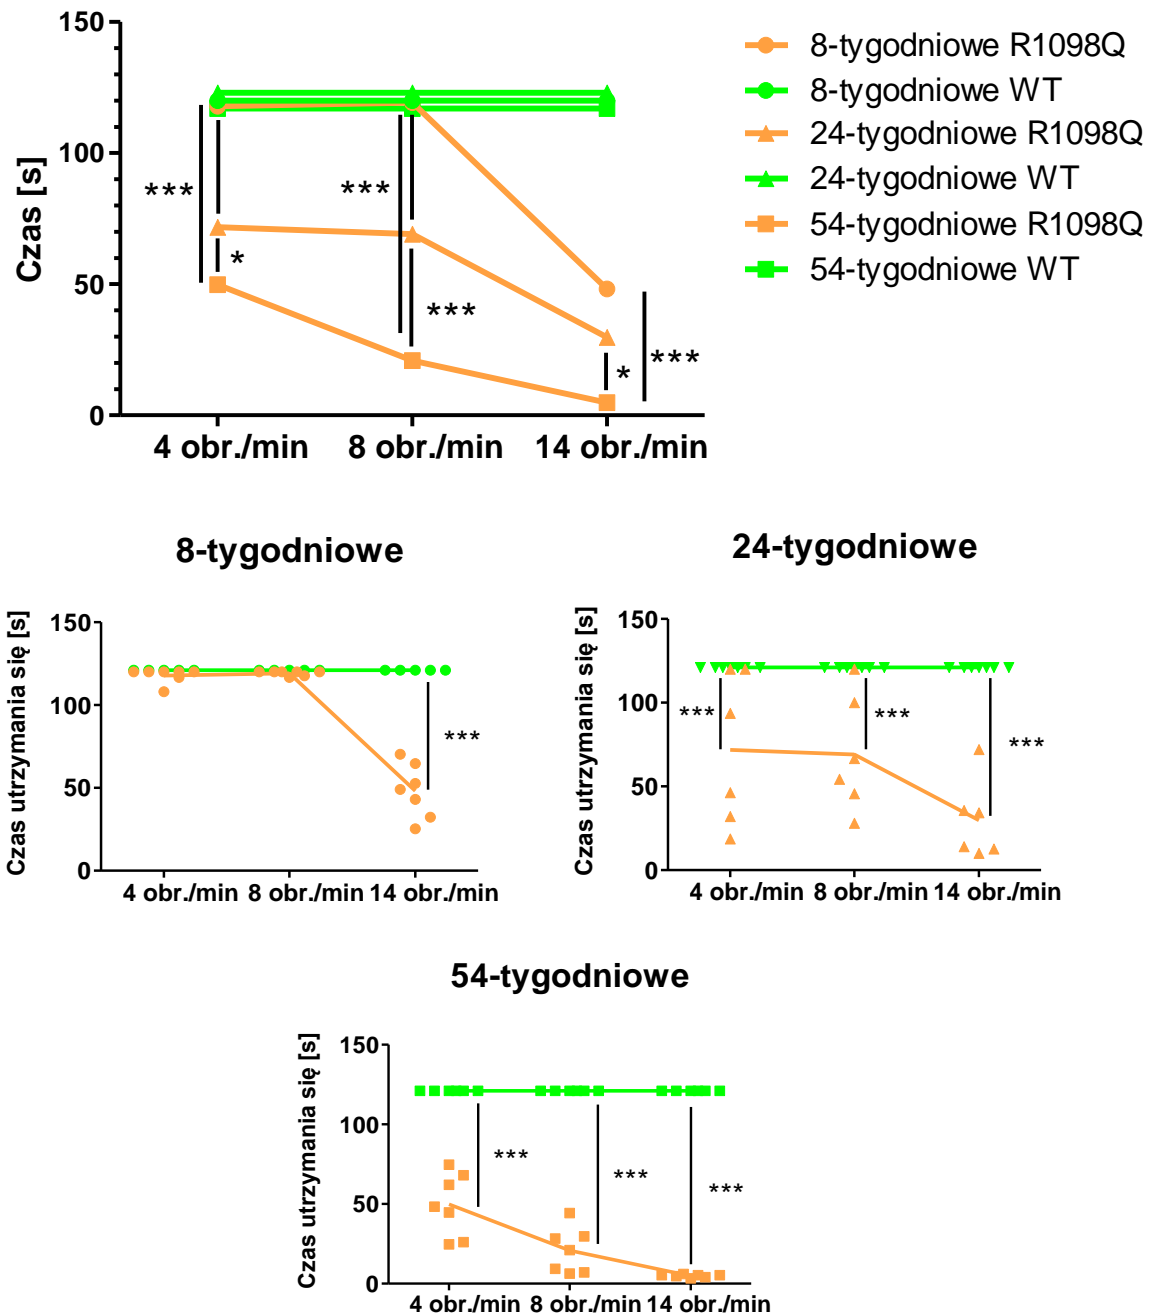 150
100
50
0
Czas [s]
***
*
***
***
*
***
4 obr./min 8 obr./min 14 obr./min
8-tygodniowe R1098Q
8-tygodniowe WT
24-tygodniowe R1098Q
24-tygodniowe WT
54-tygodniowe R1098Q
54-tygodniowe WT
8-tygodniowe
150
100
50
0
Czas utrzymania się [s]
***
4 obr./min 8 obr./min 14 obr./min
24-tygodniowe
150
100
50
0
Czas utrzymania się [s]
***
***
***
4 obr./min 8 obr./min 14 obr./min
54-tygodniowe
150
100
50
0
Czas utrzymania się [s]
***
***
***
4 obr./min 8 obr./min 14 obr./min